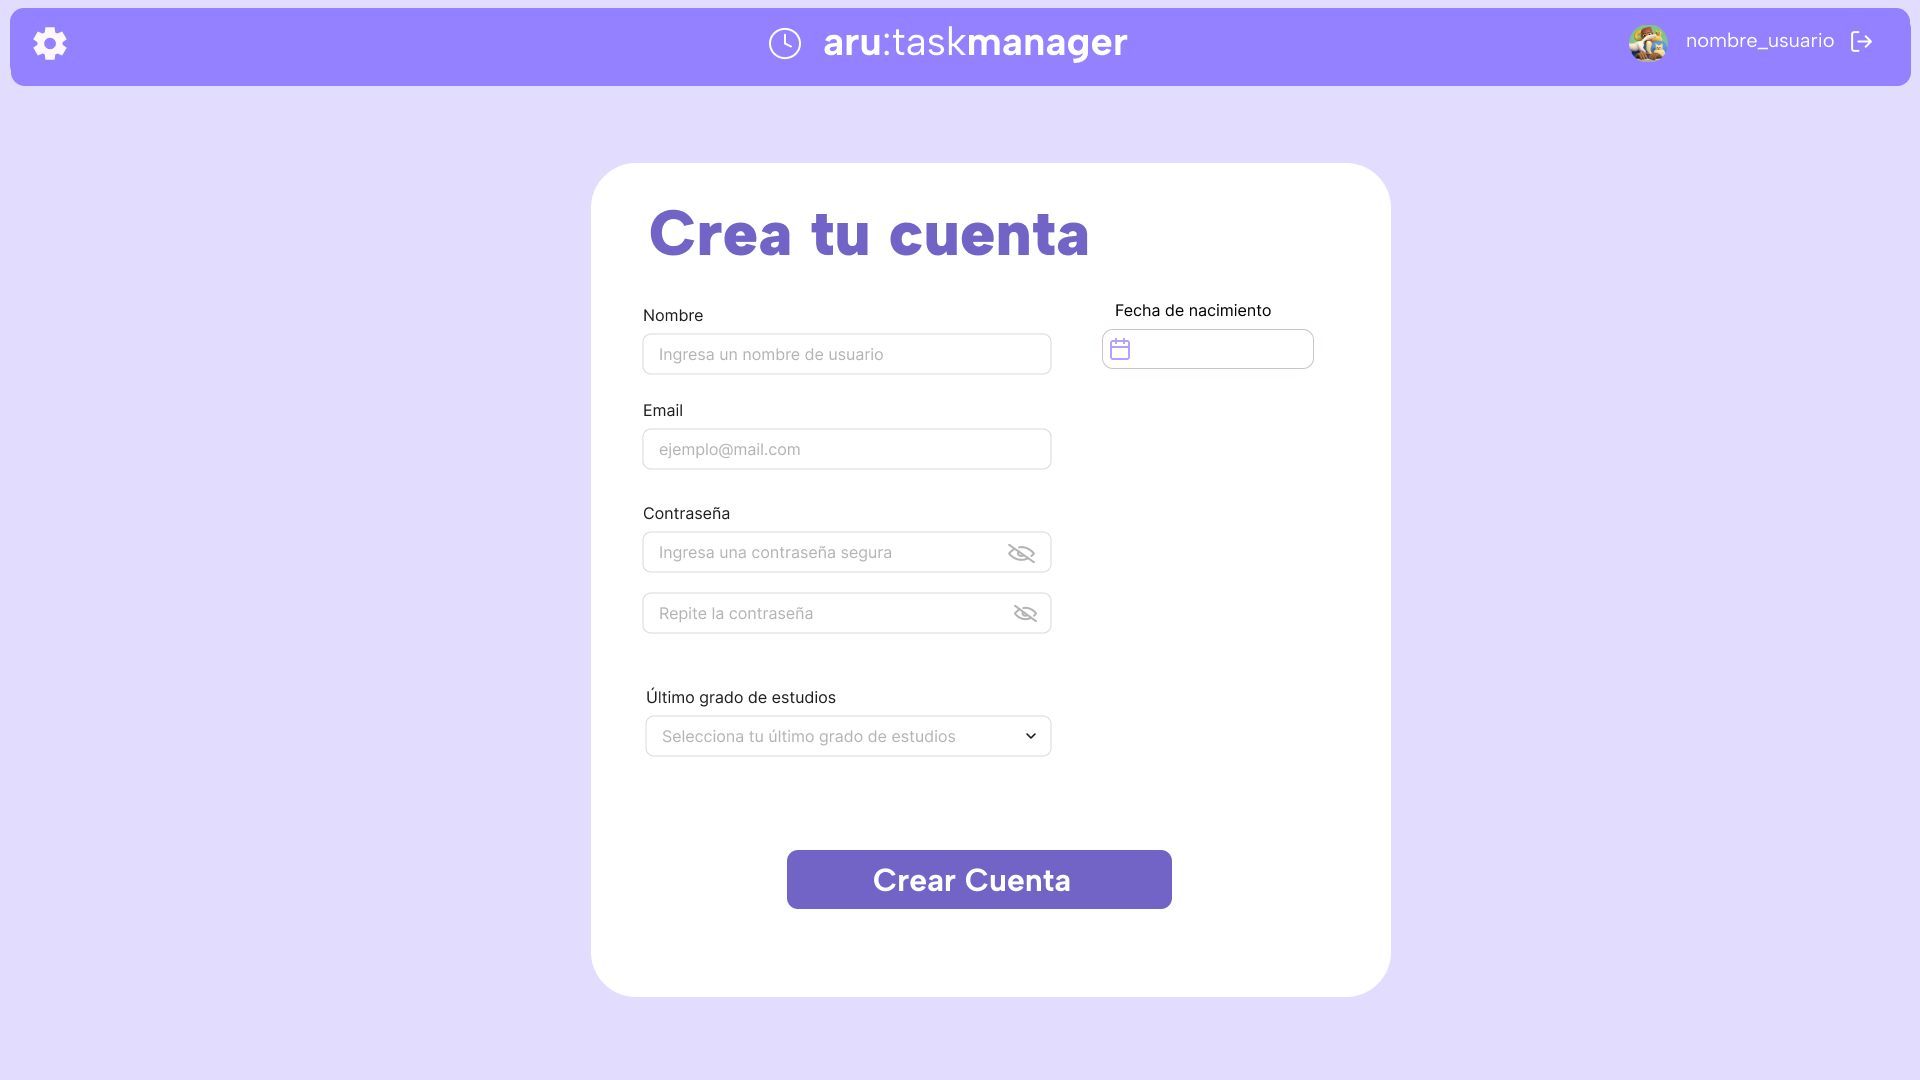 aru:taskmanager
nombre_usuario
Crea tu cuenta
Nombre
Ingresa un nombre de usuario
Fecha de nacimiento
Email
ejemplo@mail.com
Contraseña
Ingresa una contraseña segura
Repite la contraseña
Último grado de estudios
Selecciona tu último grado de estudios
Crear Cuenta